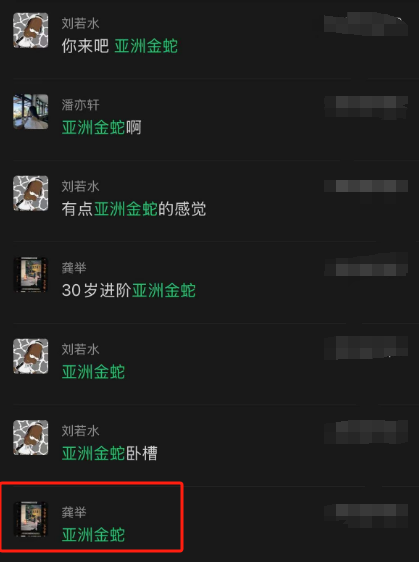 刘若水
你来吧 亚洲金蛇
潘亦轩
亚洲金蛇啊
刘若水
有点亚洲金蛇的感觉
龚举
30岁进阶亚洲金蛇
刘若水
亚洲金蛇
刘若水
亚洲金蛇卧槽
龚举
亚洲金蛇